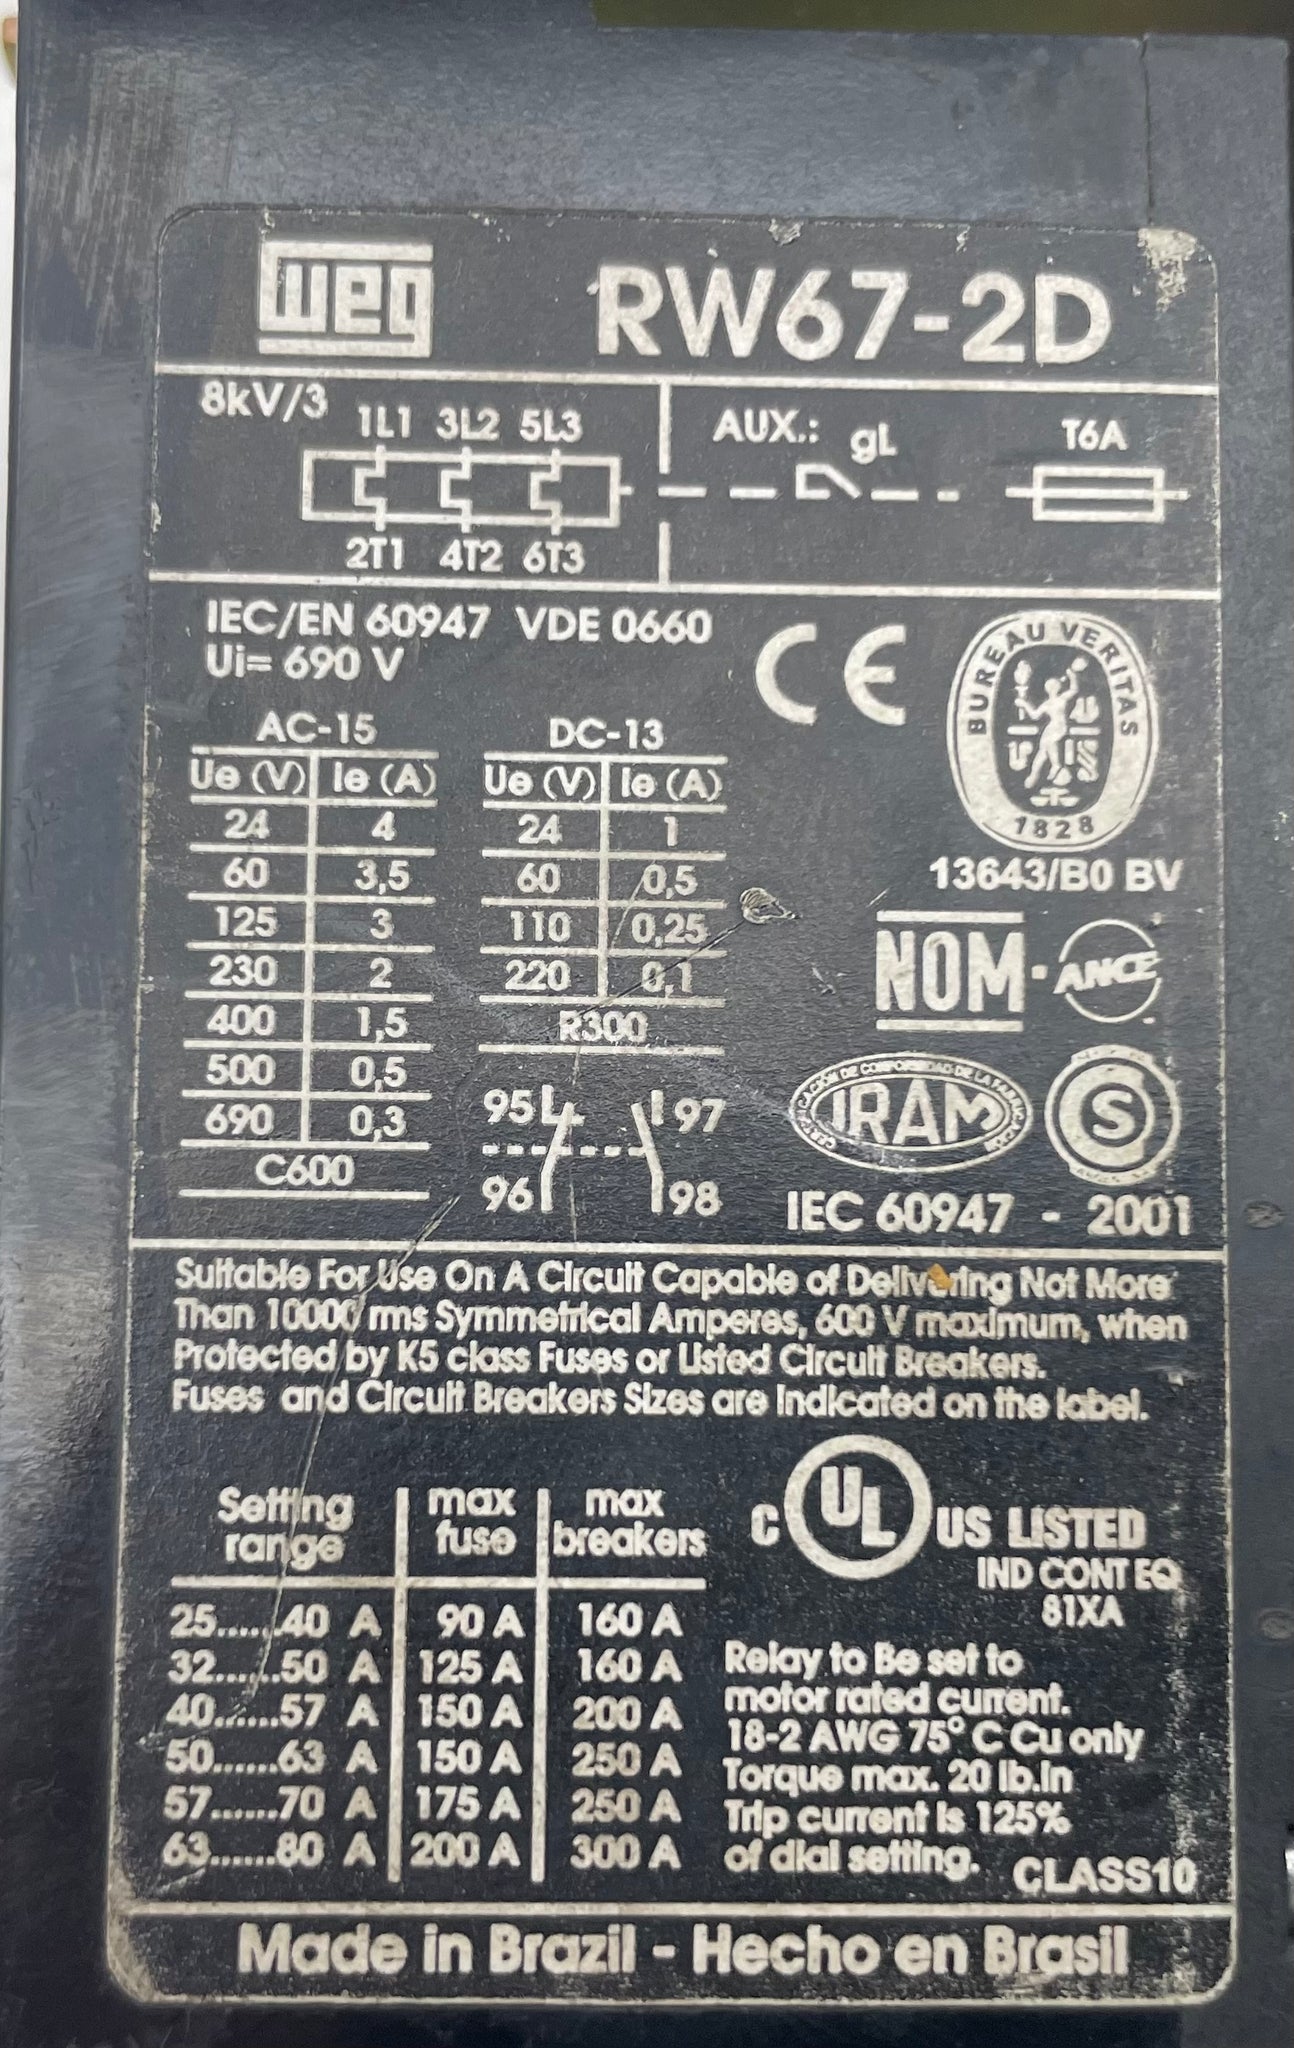 weg RW67-2D
8kV/3
1L1 3L2 5L3
2T1 4T2 6T3
AUX.: gL T6A
IEC/EN 60947 VDE 0660
Ui= 690 V
CE
BUREAU VERITAS
1828
13643/B0 BV
AC-15
Ue (V) Ie (A)
24 4
60 3,5
125 3
230 2
400 1,5
500 0,5
690 0,3
C600
DC-13
Ue (V) Ie (A)
24 1
60 0,5
110 0,25
220 0,1
R300
95 97
96 98
NOM - ANCE
CERTIFICACIÓN DE CONFORMIDAD DE LA FABRICACIÓN
IRAM
S
IEC 60947 - 2001
Suitable For Use On A Circuit Capable of Delivering Not More
Than 10000 rms Symmetrical Amperes, 600 V maximum, when
Protected by K5 class Fuses or Listed Circuit Breakers.
Fuses and Circuit Breakers Sizes are Indicated on the label.
Setting range max fuse max breakers
25......40 A 90 A 160 A
32......50 A 125 A 160 A
40......57 A 150 A 200 A
50......63 A 150 A 250 A
57......70 A 175 A 250 A
63......80 A 200 A 300 A
C UL US LISTED
IND CONT EQ
81XA
Relay to Be set to
motor rated current.
18-2 AWG 75° C Cu only
Torque max. 20 lb.in
Trip current is 125%
of dial setting. CLASS10
Made in Brazil - Hecho en Brasil